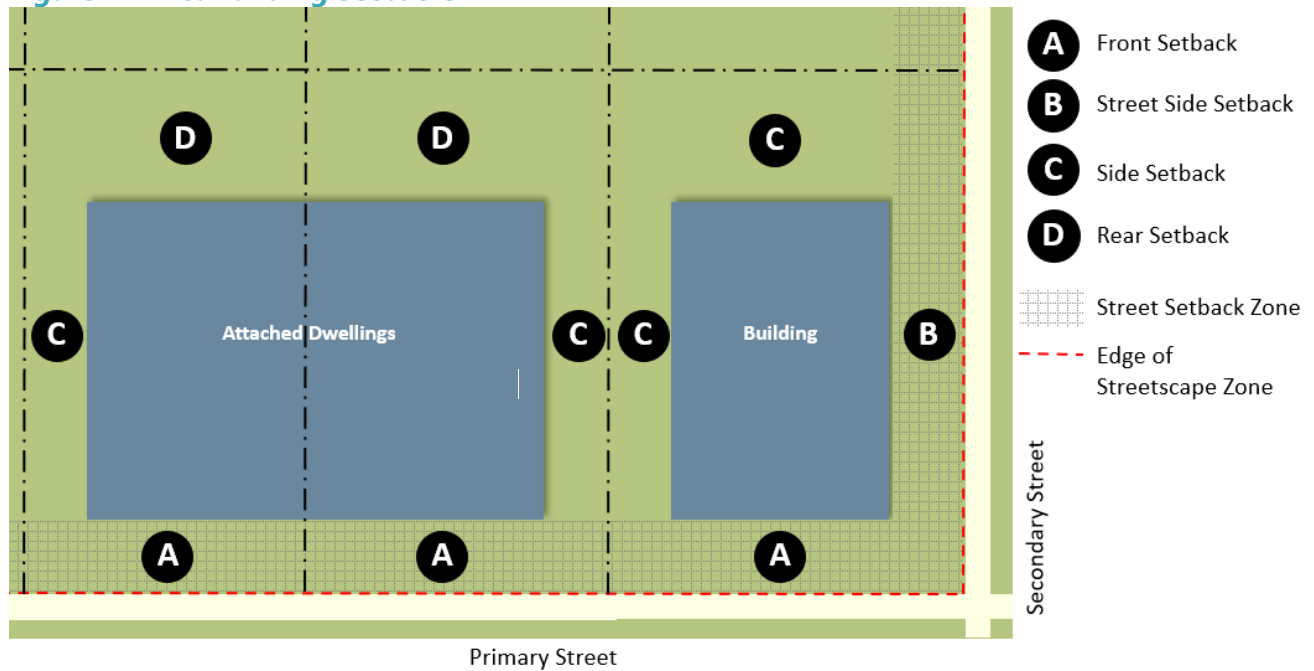 A Front Setback
B Street Side Setback
D D C
C Side Setback
D Rear Setback
Street Setback Zone
C Attached Dwellings C C Building B
Edge of
Streetscape Zone
A A A
Secondary Street
Primary Street